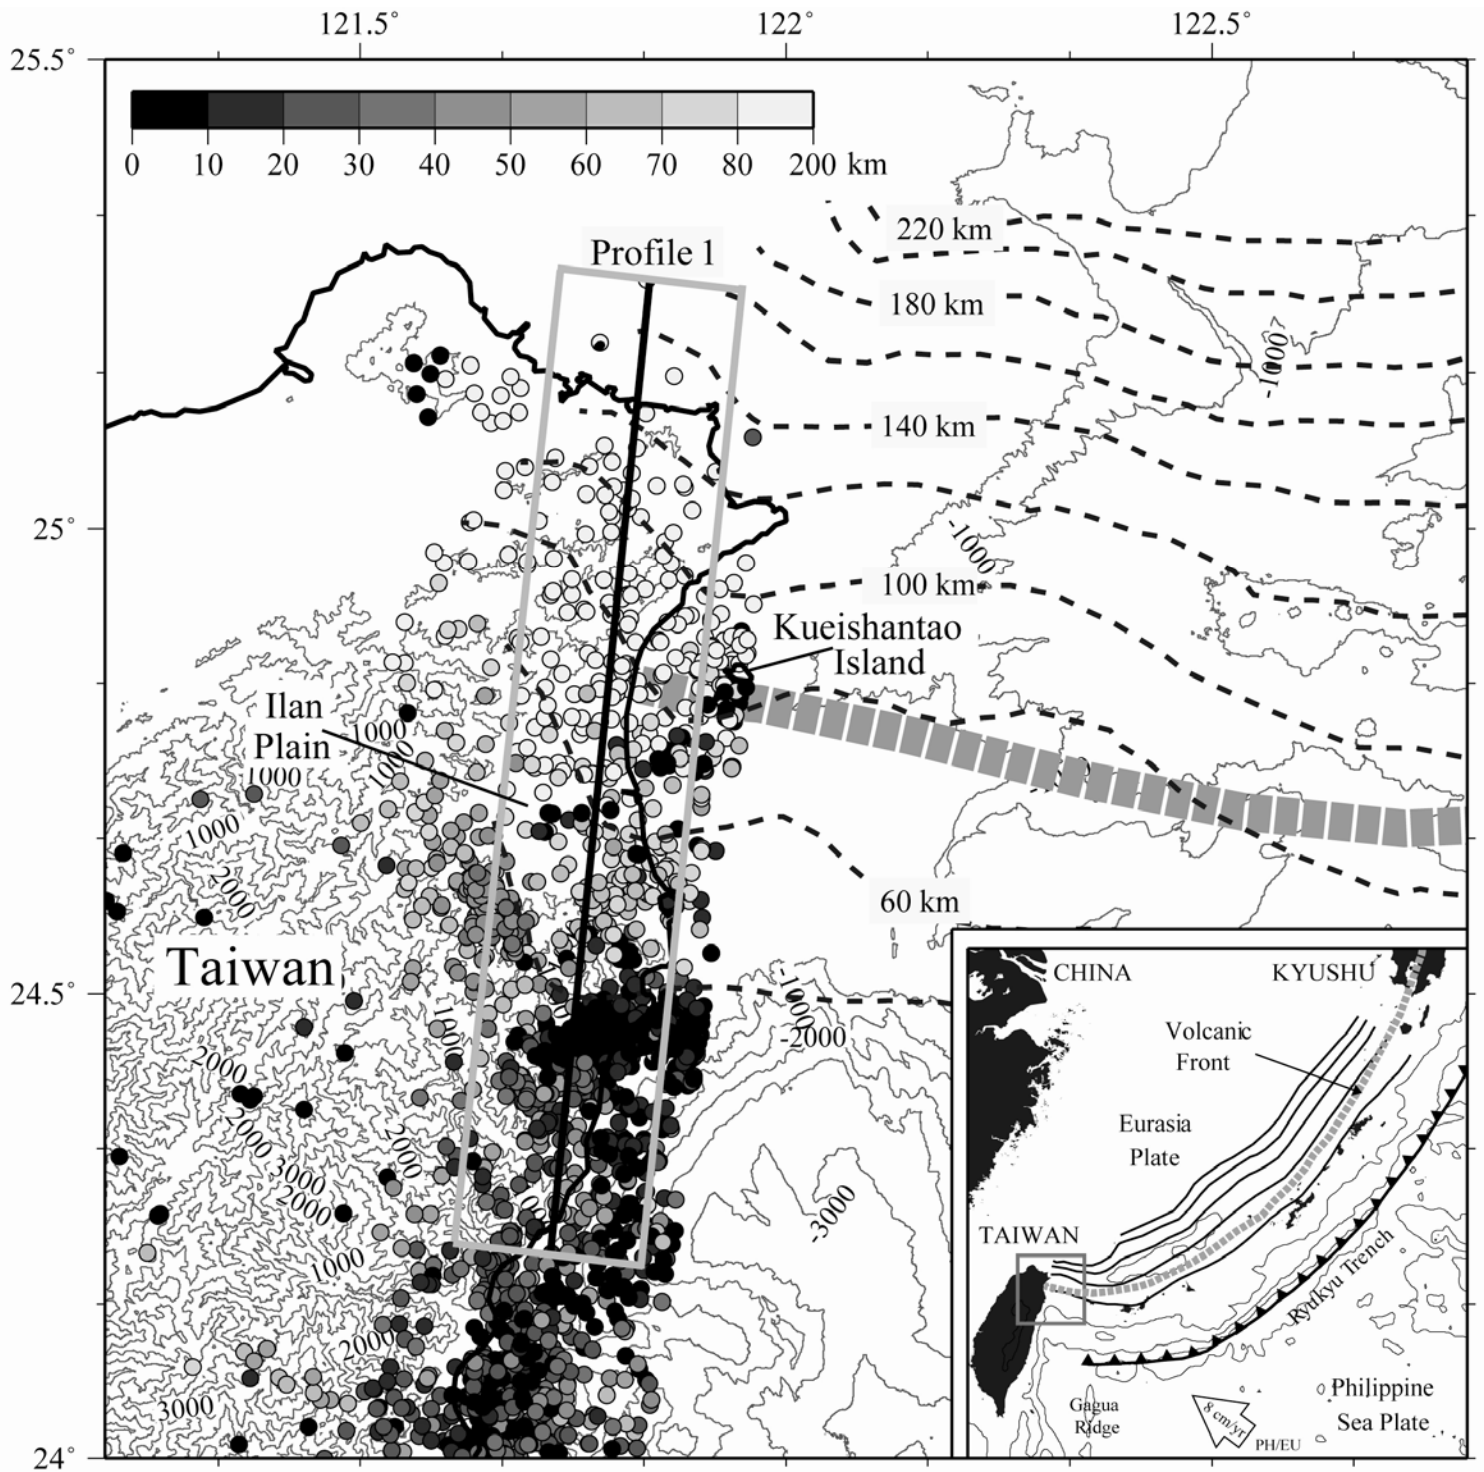 121.5°
122°
122.5°
25.5°
0 10 20 30 40 50 60 70 80 200 km
220 km
Profile 1
180 km
-1000
140 km
25°
-1000
100 km
Kueishantao
Island
Ilan
Plain
1000
1000
1000
1000
2000
60 km
Taiwan
24.5°
-1000
-2000
1000
2000
2000
2000
3000
2000
-3000
1000
2000
3000
24°
CHINA
KYUSHU
Volcanic
Front
Eurasia
Plate
TAIWAN
Ryukyu Trench
Philippine
Sea Plate
Gagua
Ridge
8 cm/yr
PH/EU